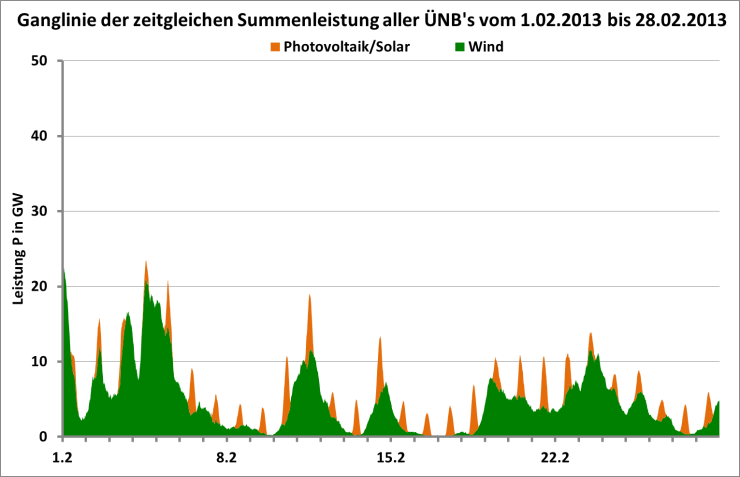 Ganglinie der zeitgleichen Summenleistung aller ÜNB's vom 1.02.2013 bis 28.02.2013
Photovoltaik/Solar Wind
Leistung P in GW
50
40
30
20
10
0
1.2 8.2 15.2 22.2